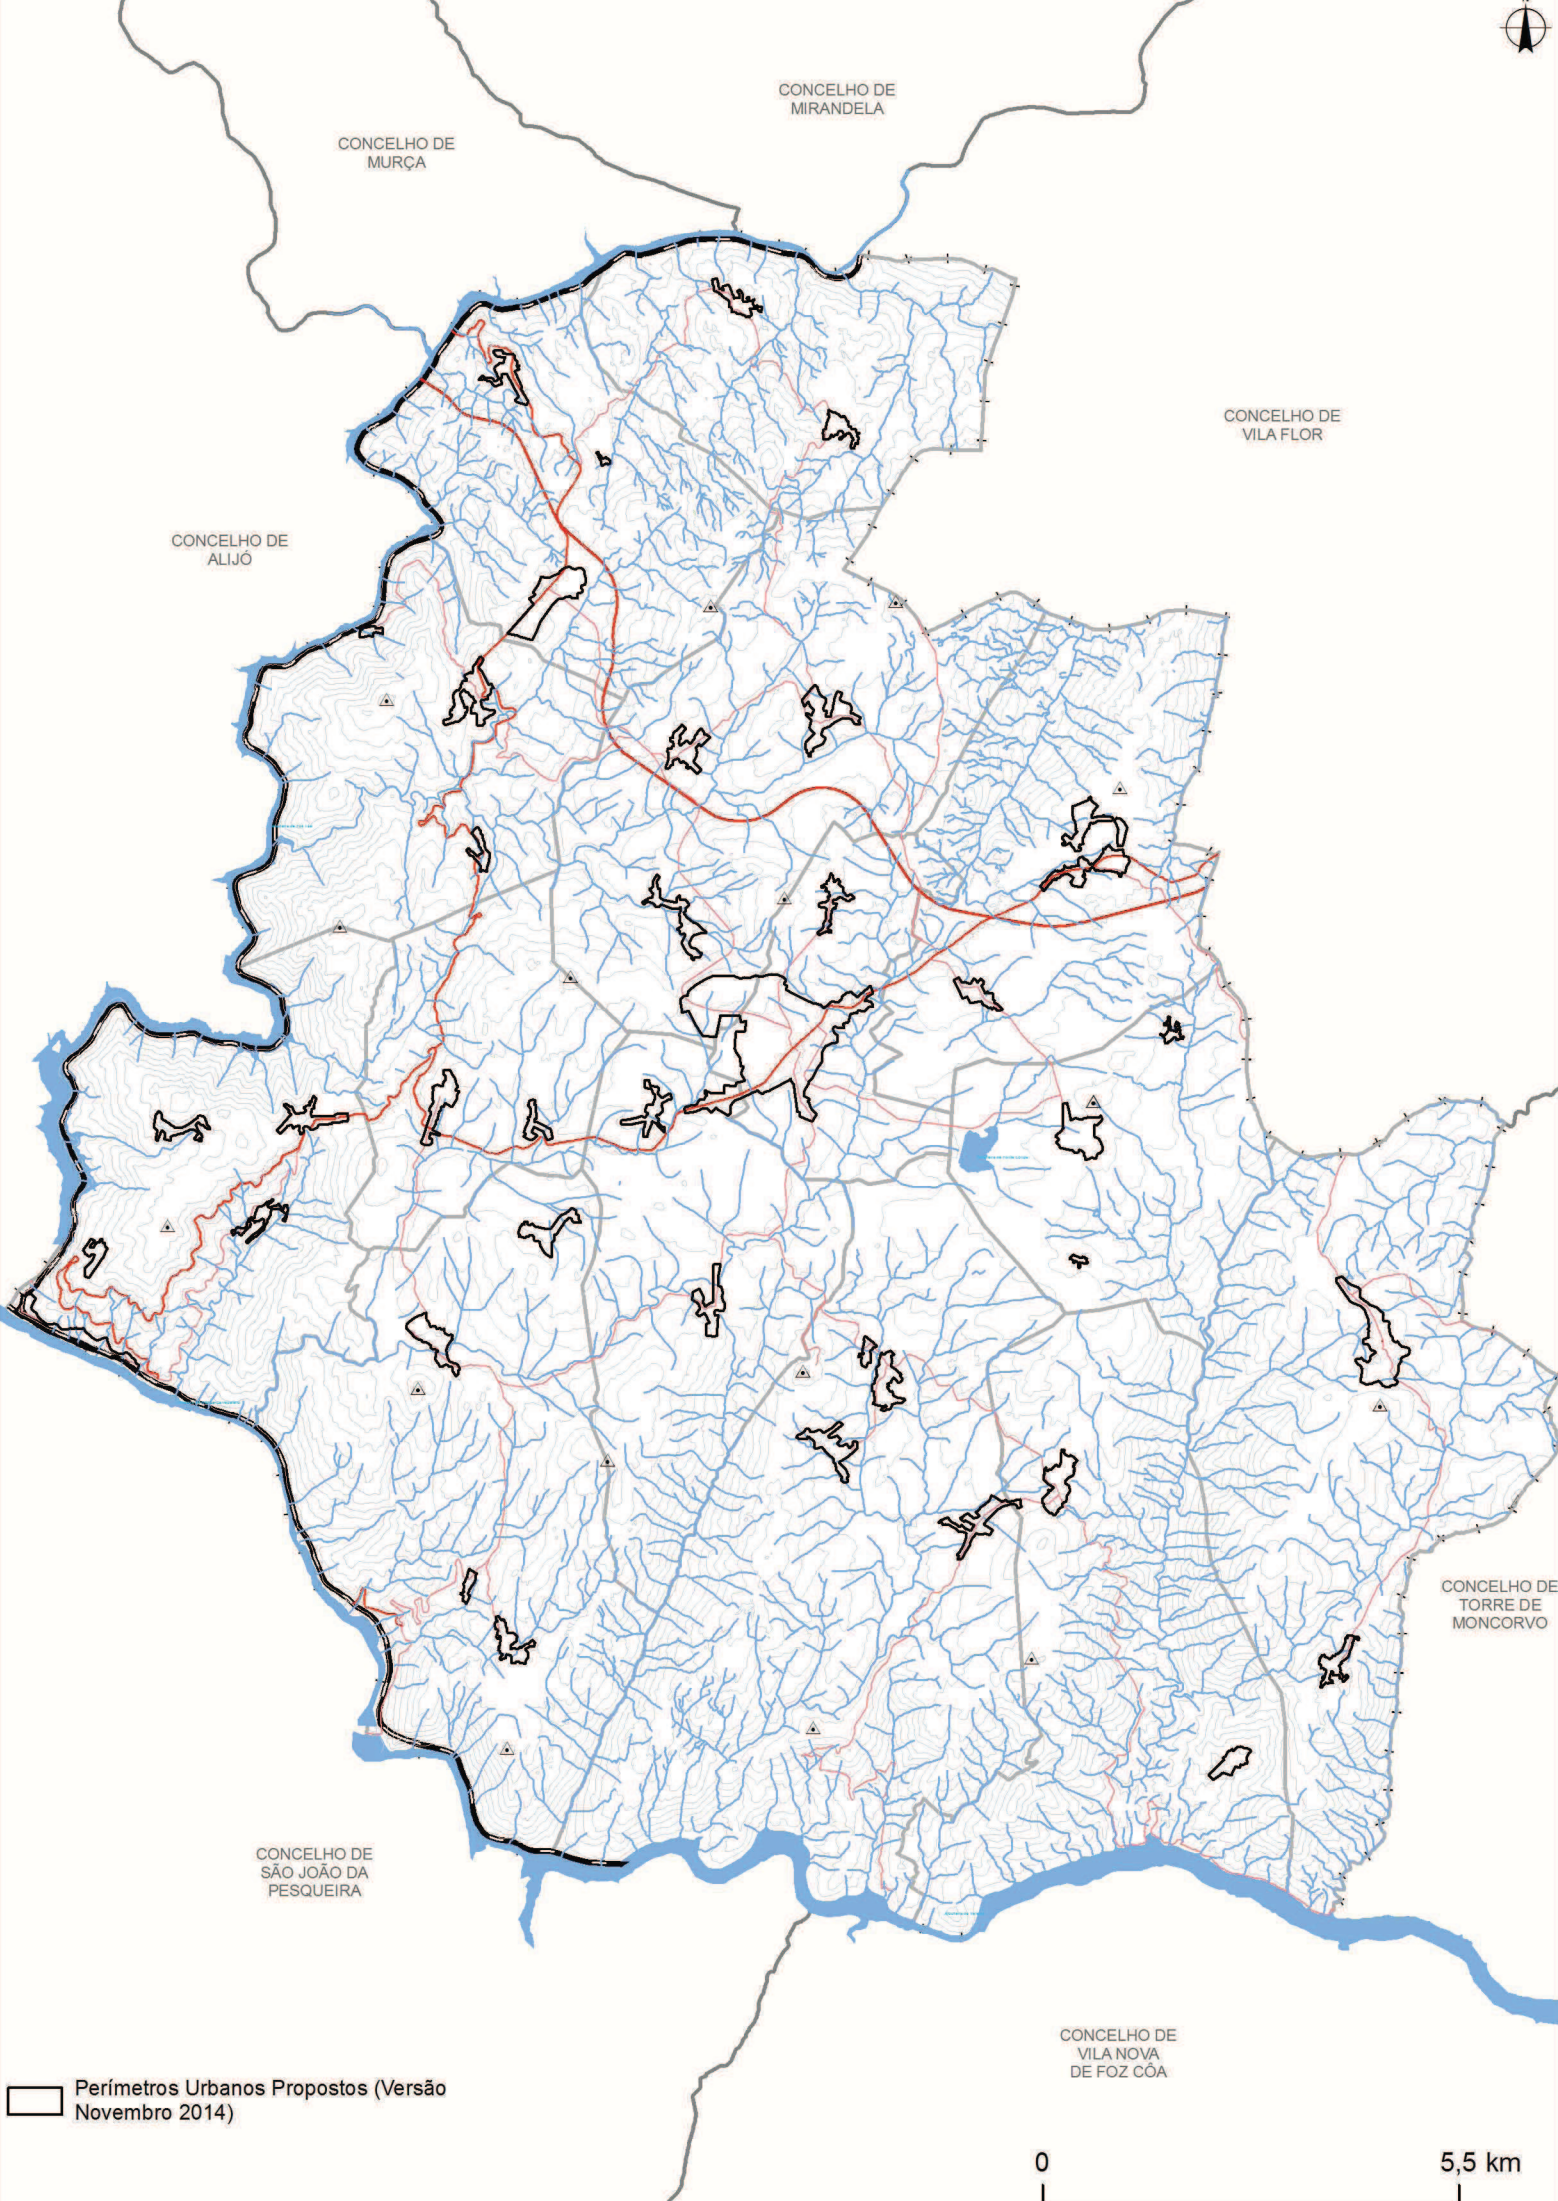 CONCELHO DE
MIRANDELA
CONCELHO DE
MURÇA
CONCELHO DE
VILA FLOR
CONCELHO DE
ALIJÓ
CONCELHO DE
TORRE DE
MONCORVO
CONCELHO DE
SÃO JOÃO DA
PESQUEIRA
CONCELHO DE
VILA NOVA
DE FOZ CÔA
Perímetros Urbanos Propostos (Versão
Novembro 2014)
0
5,5 km